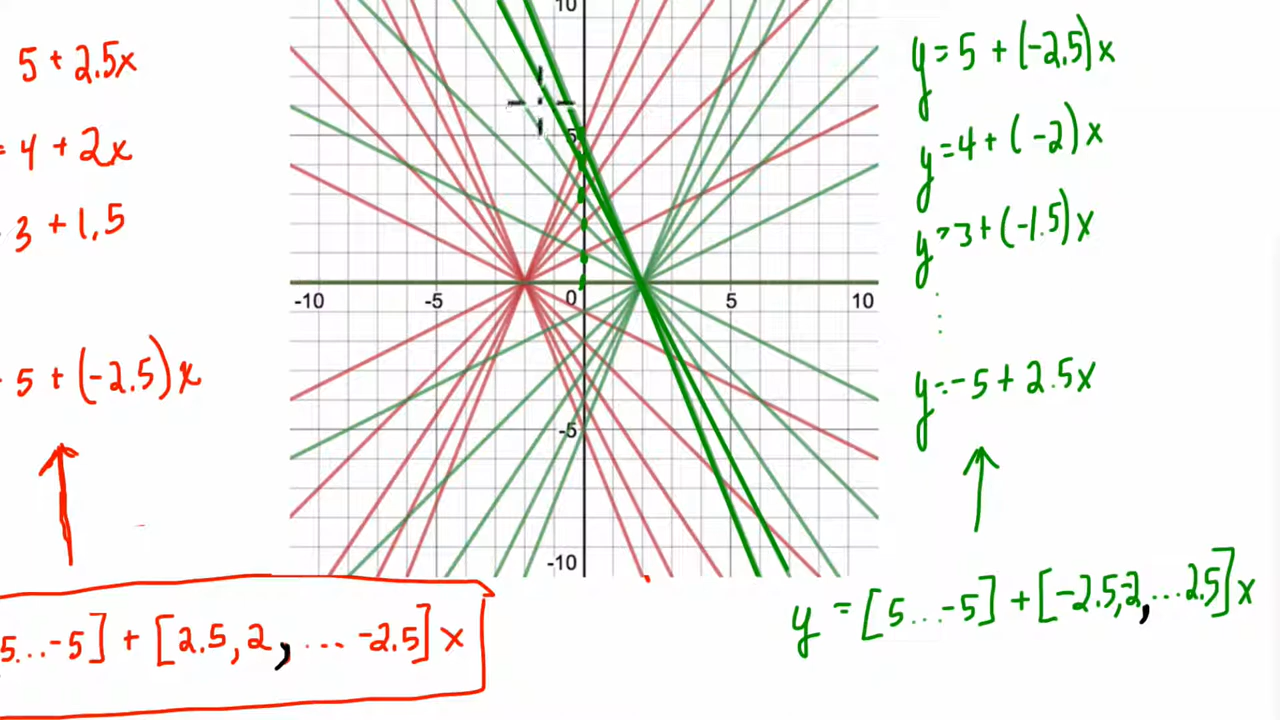 5 + 2.5x
= 4 + 2x
3 + 1,5
- 5 + (-2.5)x
5...-5] + [2.5, 2, ... -2.5] x
10
5
-10 -5 0 5 10
-5
-10
y = 5 + (-2.5)x
y = 4 + (-2)x
y = 3 + (-1.5)x
y = -5 + 2.5x
y = [5...-5] + [-2.5,-2, ... 2.5] x